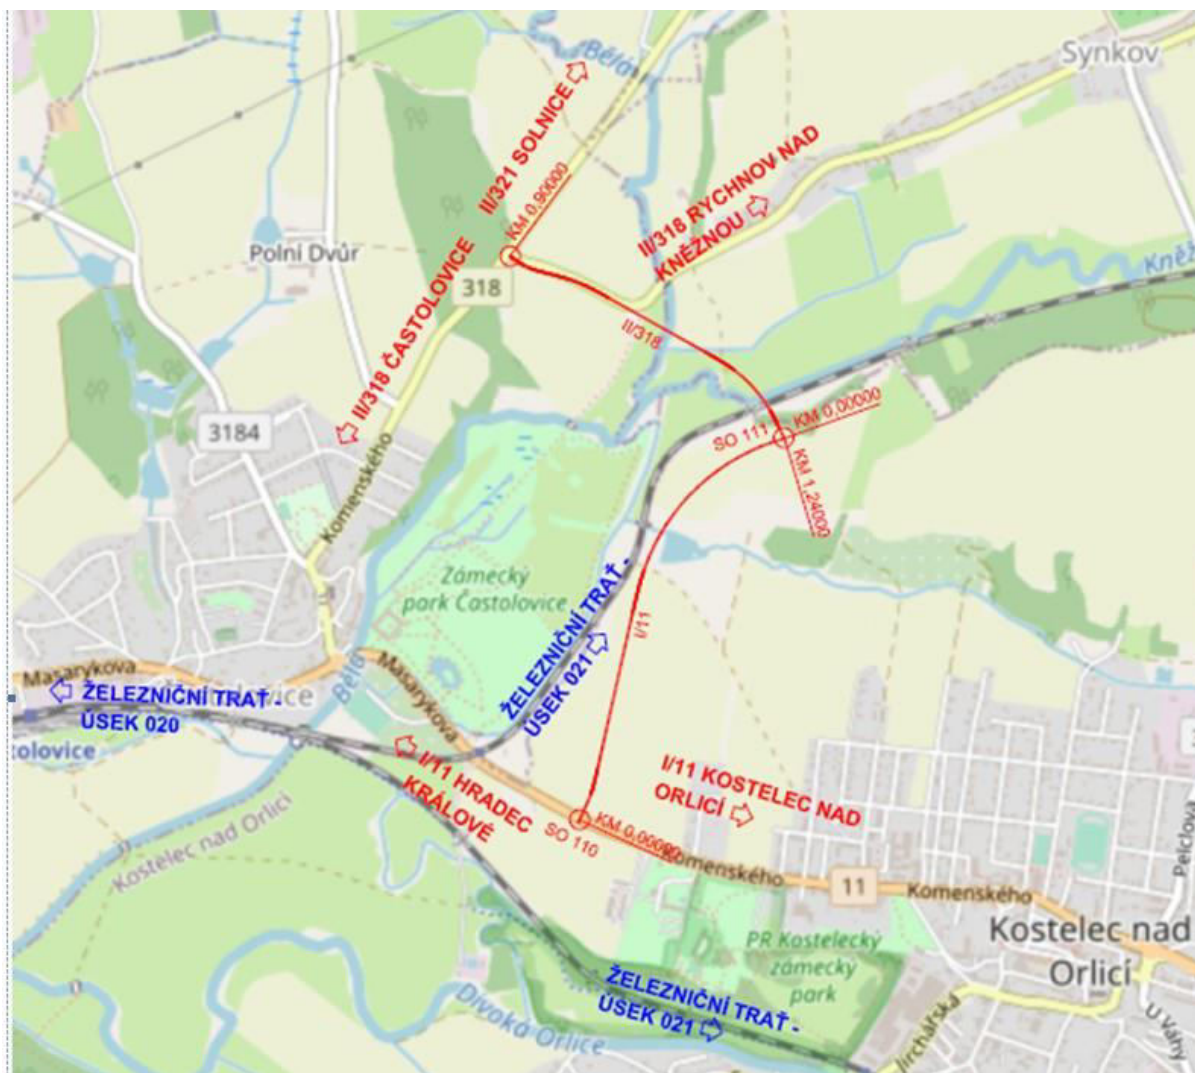 Bělá
Synkov
II/321 SOLNICE
KM 0,90000
II/318 RYCHNOV NAD
KNĚŽNOU
Polní Dvůr
318
II/318 ČASTOLOVICE
II/318
3184
Komenského
SO 111
KM 0,00000
KM 1,24000
Zámecký
park Častolovice
I/11
ŽELEZNIČNÍ TRAŤ -
ÚSEK 021
Masarykova
Bělá
Masarykova
ŽELEZNIČNÍ TRAŤ -
ÚSEK 020
I/11 HRADEC
KRÁLOVÉ
I/11 KOSTELEC NAD
ORLICÍ
SO 110
KM 0,00000
Kostelec nad Orlicí
Komenského
11
Komenského
Pelclova
Kostelec nad
Orlicí
PR Kostelecký
zámecký
park
ŽELEZNIČNÍ TRAŤ -
ÚSEK 021
Divoká Orlice
Jirchářská
U Váhy